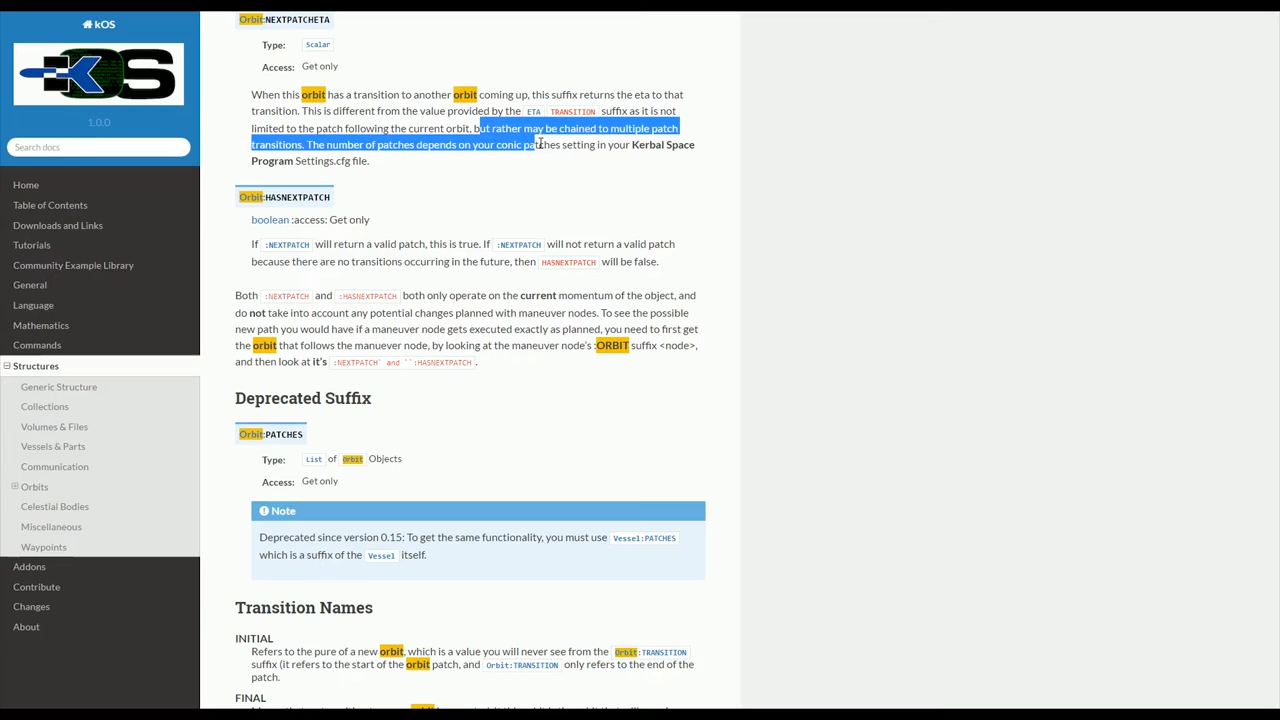 kOS
KOS
1.0.0
Search docs
Home
Table of Contents
Downloads and Links
Tutorials
Community Example Library
General
Language
Mathematics
Commands
Structures
Generic Structure
Collections
Volumes & Files
Vessels & Parts
Communication
Orbits
Celestial Bodies
Miscellaneous
Waypoints
Addons
Contribute
Changes
About
Orbit:NEXTPATCHETA
Type: Scalar
Access: Get only
When this orbit has a transition to another orbit coming up, this suffix returns the eta to that
transition. This is different from the value provided by the ETA TRANSITION suffix as it is not
limited to the patch following the current orbit, but rather may be chained to multiple patch
transitions. The number of patches depends on your conic patches setting in your Kerbal Space
Program Settings.cfg file.
Orbit:HASNEXTPATCH
boolean :access: Get only
If :NEXTPATCH will return a valid patch, this is true. If :NEXTPATCH will not return a valid patch
because there are no transitions occurring in the future, then HASNEXTPATCH will be false.
Both :NEXTPATCH and :HASNEXTPATCH both only operate on the current momentum of the object, and
do not take into account any potential changes planned with maneuver nodes. To see the possible
new path you would have if a maneuver node gets executed exactly as planned, you need to first get
the orbit that follows the manuever node, by looking at the maneuver node's :ORBIT suffix <node>,
and then look at it's :NEXTPATCH` and ``:HASNEXTPATCH.
Deprecated Suffix
Orbit:PATCHES
Type: List of Orbit Objects
Access: Get only
Note
Deprecated since version 0.15: To get the same functionality, you must use Vessel:PATCHES
which is a suffix of the Vessel itself.
Transition Names
INITIAL
Refers to the pure of a new orbit, which is a value you will never see from the Orbit:TRANSITION
suffix (it refers to the start of the orbit patch, and Orbit:TRANSITION only refers to the end of the
patch.
FINAL